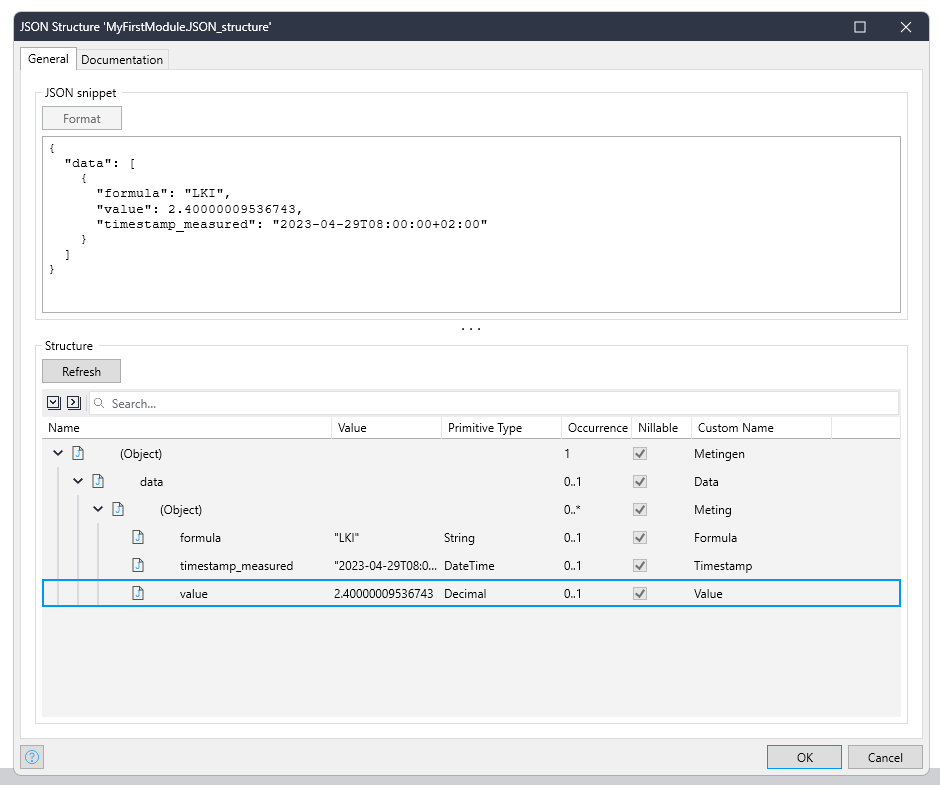 JSON Structure 'MyFirstModule.JSON_structure'
General Documentation
JSON snippet
Format
{
"data": [
{
"formula": "LKI",
"value": 2.40000009536743,
"timestamp_measured": "2023-04-29T08:00:00+02:00"
}
]
}
...
Structure
Refresh
Search...
Name Value Primitive Type Occurrence Nillable Custom Name
(Object) 1 Metingen
data 0..1 Data
(Object) 0..* Meting
formula "LKI" String 0..1 Formula
timestamp_measured "2023-04-29T08:0... DateTime 0..1 Timestamp
value 2.40000009536743 Decimal 0..1 Value
? OK Cancel